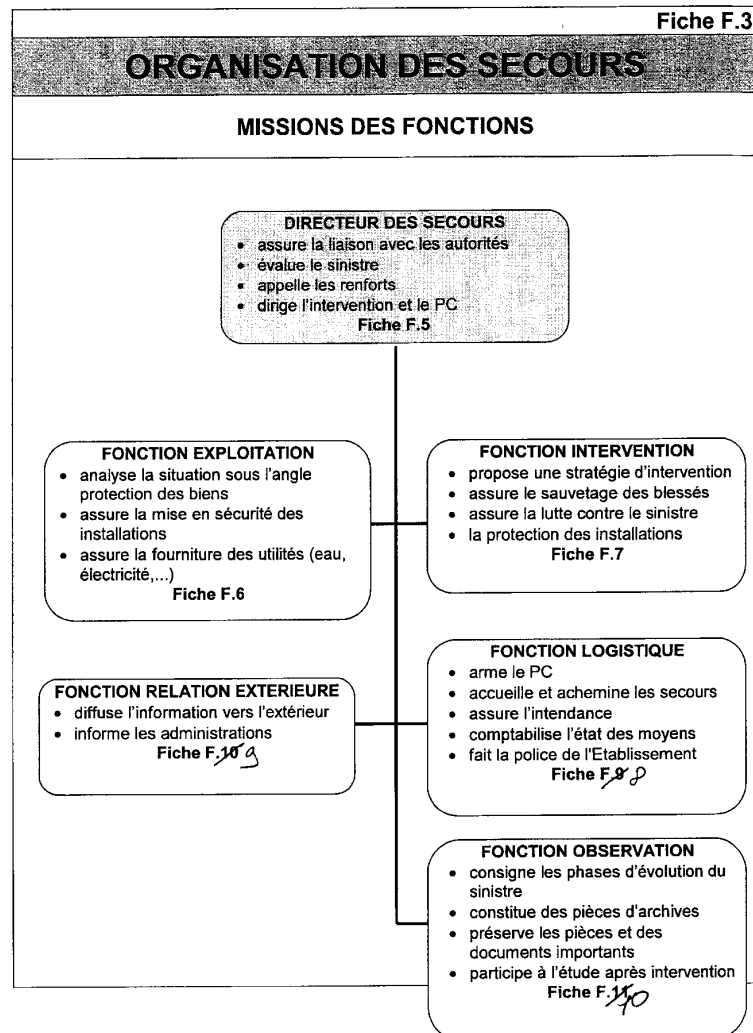 Fiche F.3
ORGANISATION DES SECOURS
MISSIONS DES FONCTIONS
DIRECTEUR DES SECOURS
• assure la liaison avec les autorités
• évalue le sinistre
• appelle les renforts
• dirige l'intervention et le PC
Fiche F.5
FONCTION EXPLOITATION
• analyse la situation sous l'angle
protection des biens
• assure la mise en sécurité des
installations
• assure la fourniture des utilités (eau,
électricité,...)
Fiche F.6
FONCTION INTERVENTION
• propose une stratégie d'intervention
• assure le sauvetage des blessés
• assure la lutte contre le sinistre
• la protection des installations
Fiche F.7
FONCTION RELATION EXTERIEURE
• diffuse l'information vers l'extérieur
• informe les administrations
Fiche F.10 9
FONCTION LOGISTIQUE
• arme le PC
• accueille et achemine les secours
• assure l'intendance
• comptabilise l'état des moyens
• fait la police de l'Etablissement
Fiche F.9 8
FONCTION OBSERVATION
• consigne les phases d'évolution du
sinistre
• constitue des pièces d'archives
• préserve les pièces et des
documents importants
• participe à l'étude après intervention
Fiche F.11 10